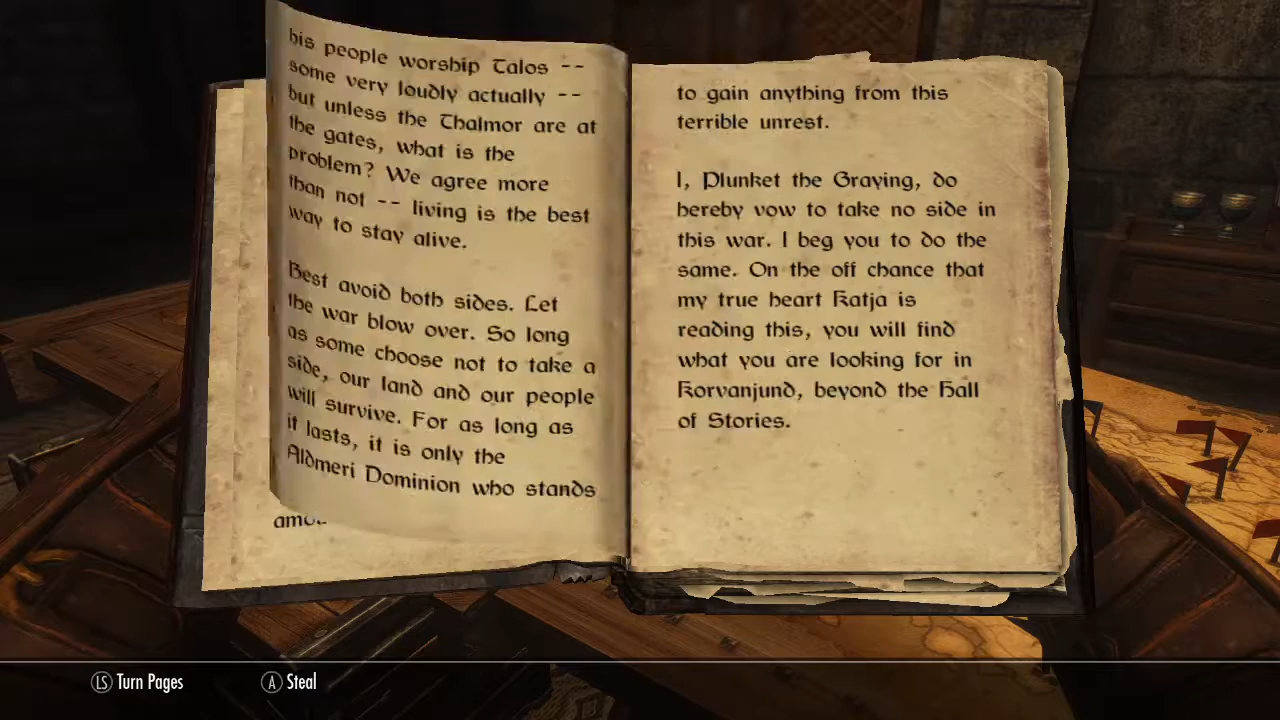 his people worship Talos --
some very loudly actually --
but unless the Thalmor are at
the gates, what is the
problem? We agree more
than not -- living is the best
way to stay alive.
Best avoid both sides. Let
the war blow over. So long
as some choose not to take a
side, our land and our people
will survive. For as long as
it lasts, it is only the
Aldmeri Dominion who stands
to gain anything from this
terrible unrest.
I, Plunket the Graying, do
hereby vow to take no side in
this war. I beg you to do the
same. On the off chance that
my true heart Katja is
reading this, you will find
what you are looking for in
Korvanjund, beyond the Hall
of Stories.
LS Turn Pages
A Steal